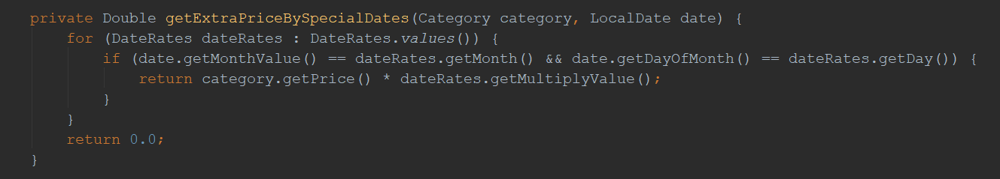 private Double getExtraPriceBySpecialDates(Category category, LocalDate date) {
    for (DateRates dateRates : DateRates.values()) {
        if (date.getMonthValue() == dateRates.getMonth() && date.getDayOfMonth() == dateRates.getDay()) {
            return category.getPrice() * dateRates.getMultiplyValue();
        }
    }
    return 0.0;
}